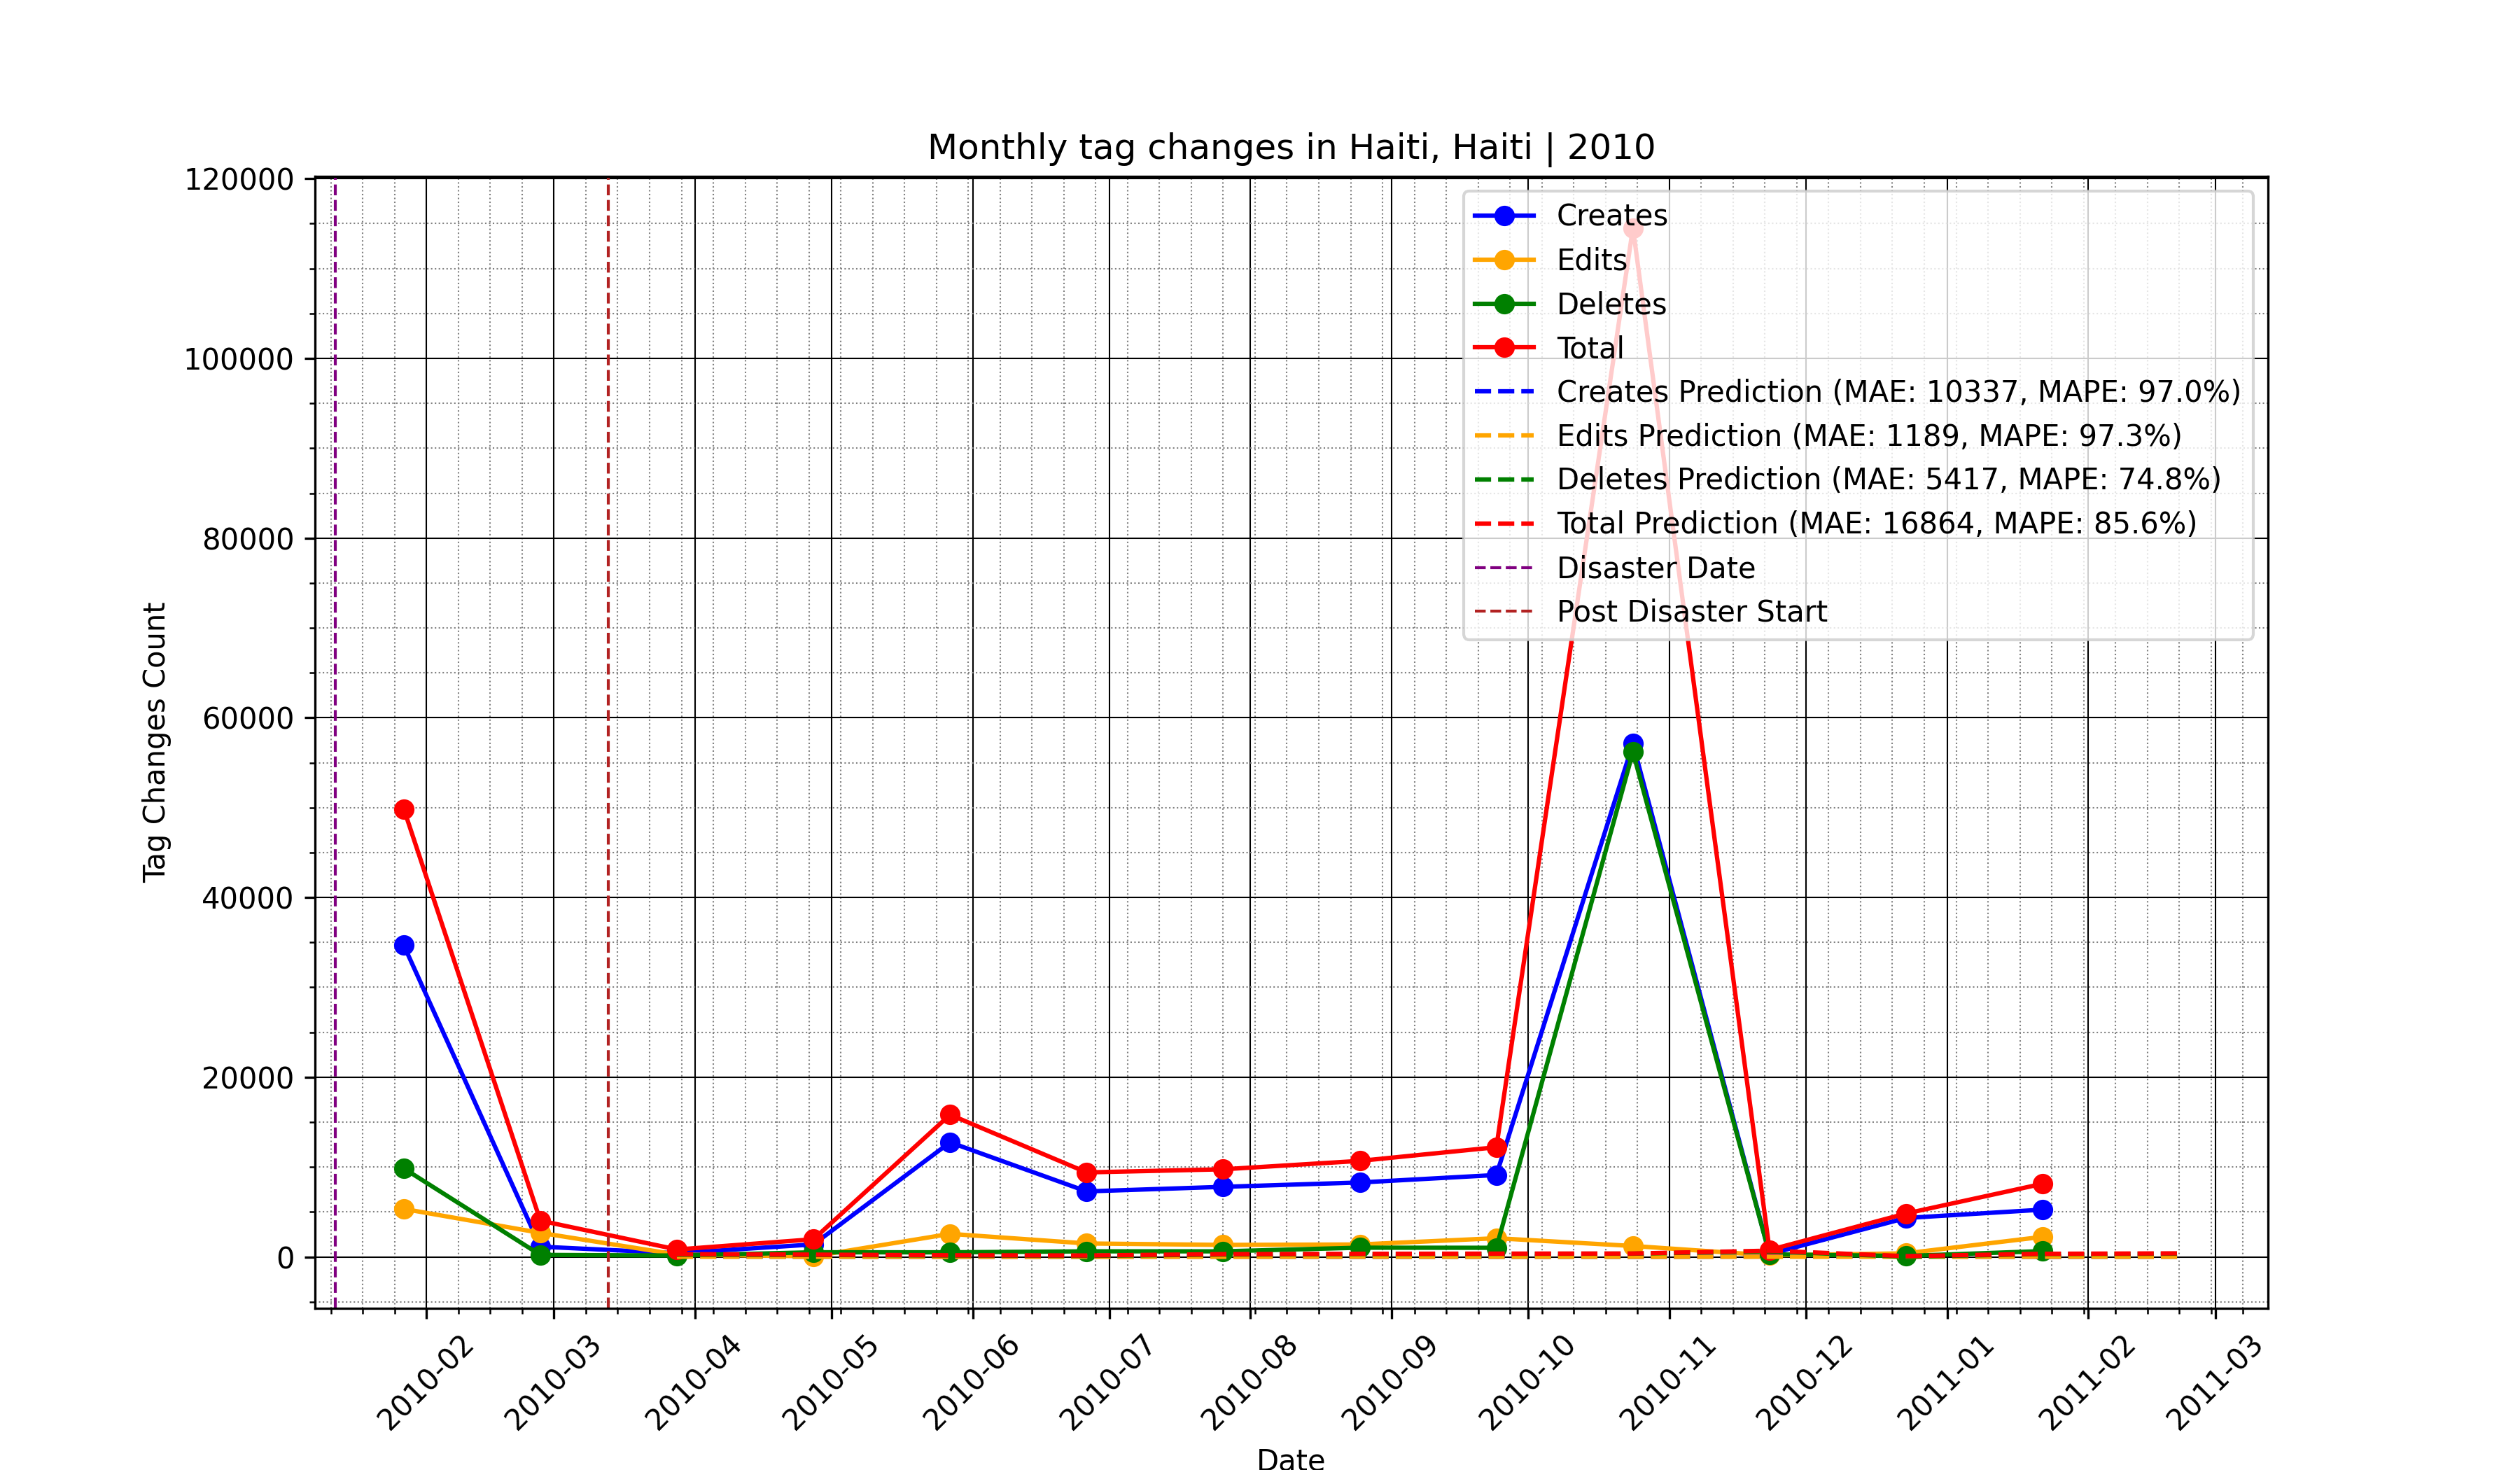 Monthly tag changes in Haiti, Haiti | 2010
120000
100000
80000
60000
40000
20000
0
Tag Changes Count
Creates
Edits
Deletes
Total
Creates Prediction (MAE: 10337, MAPE: 97.0%)
Edits Prediction (MAE: 1189, MAPE: 97.3%)
Deletes Prediction (MAE: 5417, MAPE: 74.8%)
Total Prediction (MAE: 16864, MAPE: 85.6%)
Disaster Date
Post Disaster Start
2010-02
2010-03
2010-04
2010-05
2010-06
2010-07
2010-08
2010-09
2010-10
2010-11
2010-12
2011-01
2011-02
2011-03
Date